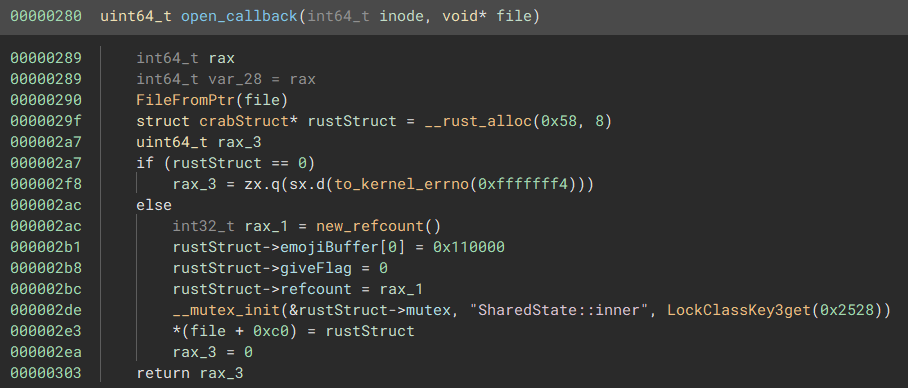 00000280 uint64_t open_callback(int64_t inode, void* file)
00000289 int64_t rax
00000289 int64_t var_28 = rax
00000290 FileFromPtr(file)
0000029f struct crabStruct* rustStruct = __rust_alloc(0x58, 8)
000002a7 uint64_t rax_3
000002a7 if (rustStruct == 0)
000002f8 rax_3 = zx.q(sx.d(to_kernel_errno(0xfffffff4)))
000002ac else
000002ac int32_t rax_1 = new_refcount()
000002b1 rustStruct->emojiBuffer[0] = 0x110000
000002b8 rustStruct->giveFlag = 0
000002bc rustStruct->refcount = rax_1
000002de __mutex_init(&rustStruct->mutex, "SharedState::inner", LockClassKey3get(0x2528))
000002e3 *(file + 0xc0) = rustStruct
000002ea rax_3 = 0
00000303 return rax_3